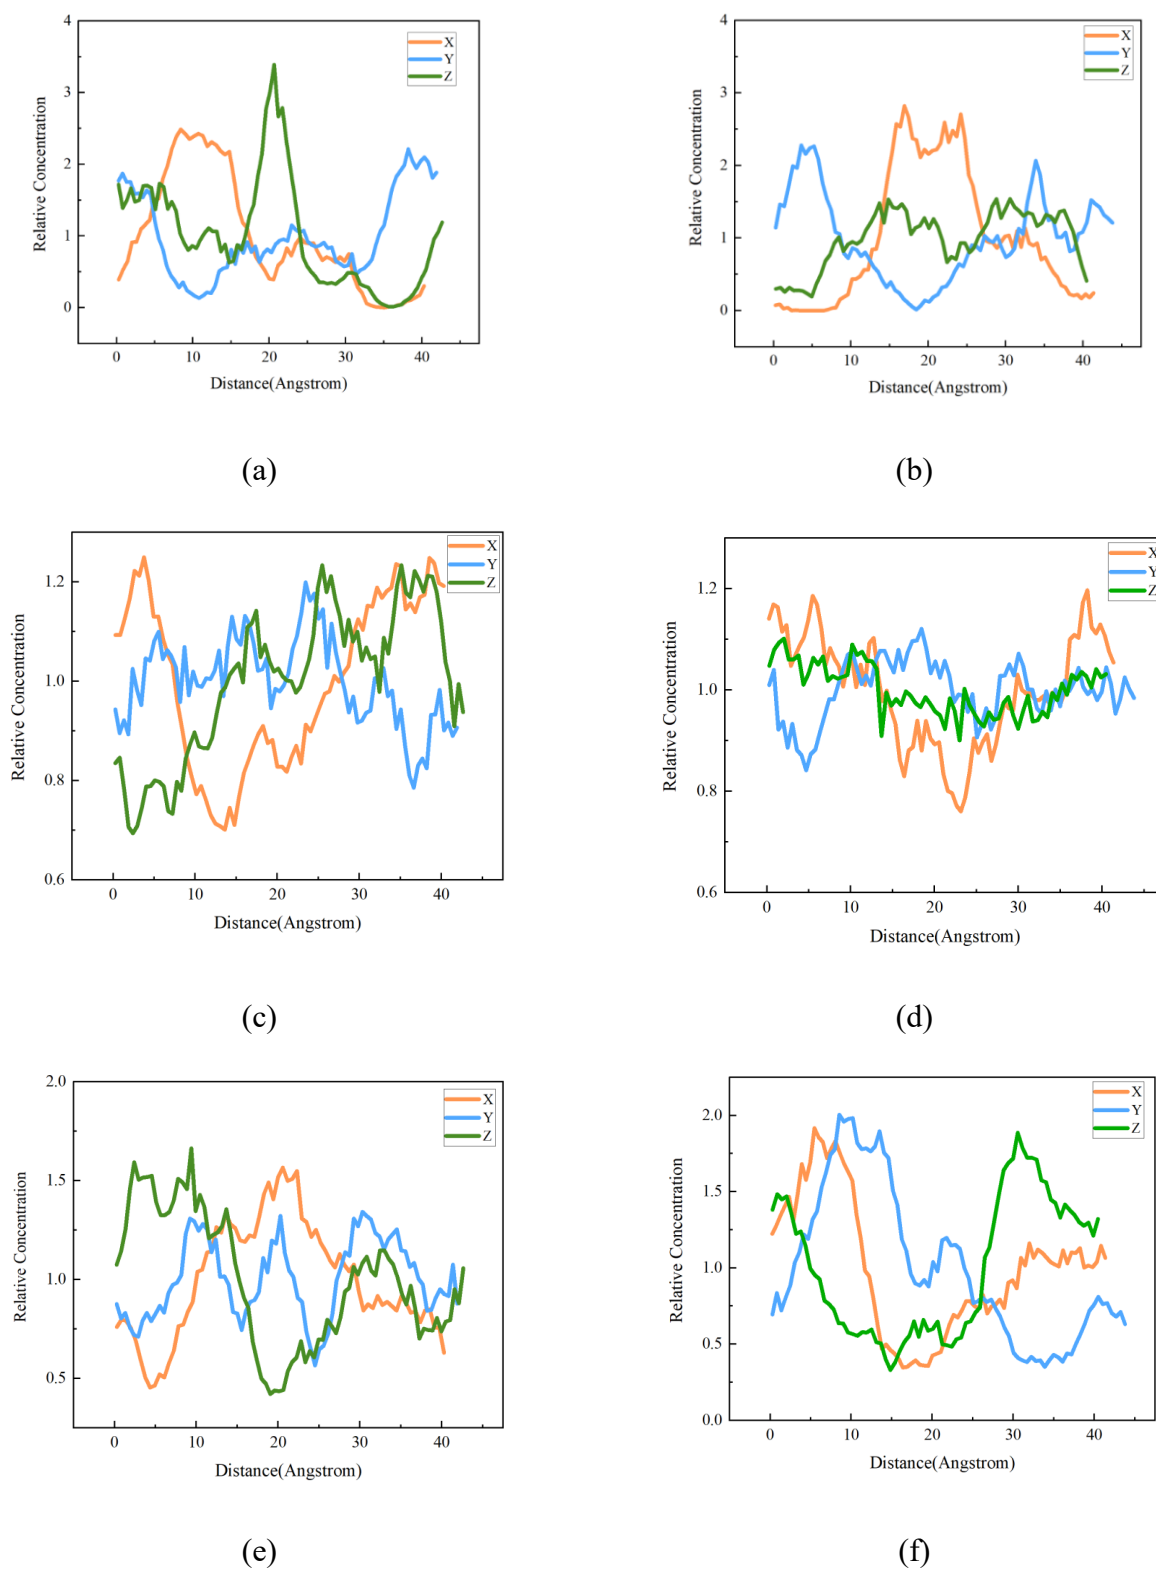 4
3
2
1
0
Relative Concentration
X
Y
Z
0 10 20 30 40
Distance(Angstrom)
(a)
4
3
2
1
0
Relative Concentration
X
Y
Z
0 10 20 30 40
Distance(Angstrom)
(b)
1.2
1.0
0.8
0.6
Relative Concentration
X
Y
Z
0 10 20 30 40
Distance(Angstrom)
(c)
1.2
1.0
0.8
0.6
Relative Concentration
X
Y
Z
0 10 20 30 40
Distance(Angstrom)
(d)
2.0
1.5
1.0
0.5
Relative Concentration
X
Y
Z
0 10 20 30 40
Distance(Angstrom)
(e)
2.0
1.5
1.0
0.5
0.0
Relative Concentration
X
Y
Z
0 10 20 30 40
Distance(Angstrom)
(f)